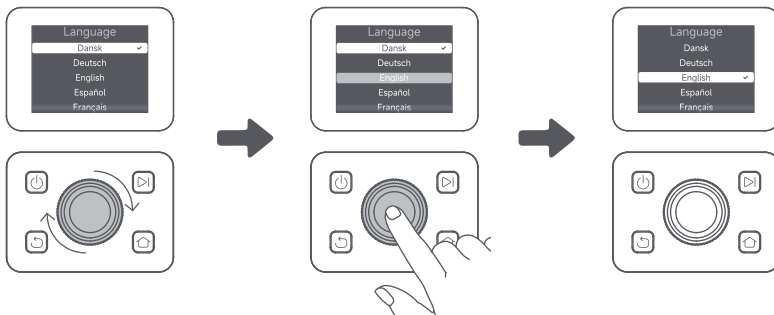 Language
Dansk
Deutsch
English
Español
Français
Language
Dansk
Deutsch
English
Español
Français
Language
Dansk
Deutsch
English
Español
Français